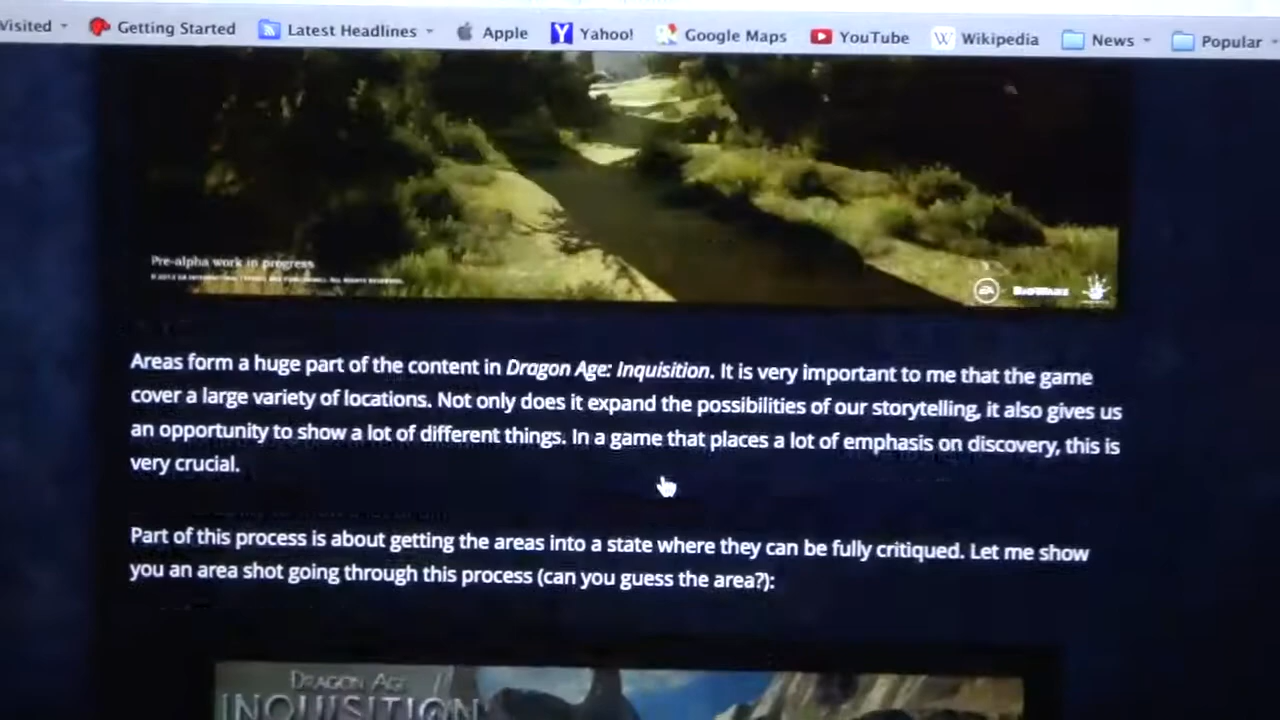 Visited
Getting Started
Latest Headlines
Apple
Yahoo!
Google Maps
YouTube
Wikipedia
News
Popular
Pre-alpha work in progress
EA
BIOWARE
Areas form a huge part of the content in Dragon Age: Inquisition. It is very important to me that the game
cover a large variety of locations. Not only does it expand the possibilities of our storytelling, it also gives us
an opportunity to show a lot of different things. In a game that places a lot of emphasis on discovery, this is
very crucial.
Part of this process is about getting the areas into a state where they can be fully critiqued. Let me show
you an area shot going through this process (can you guess the area?):
DRAGON AGE
INQUISITION